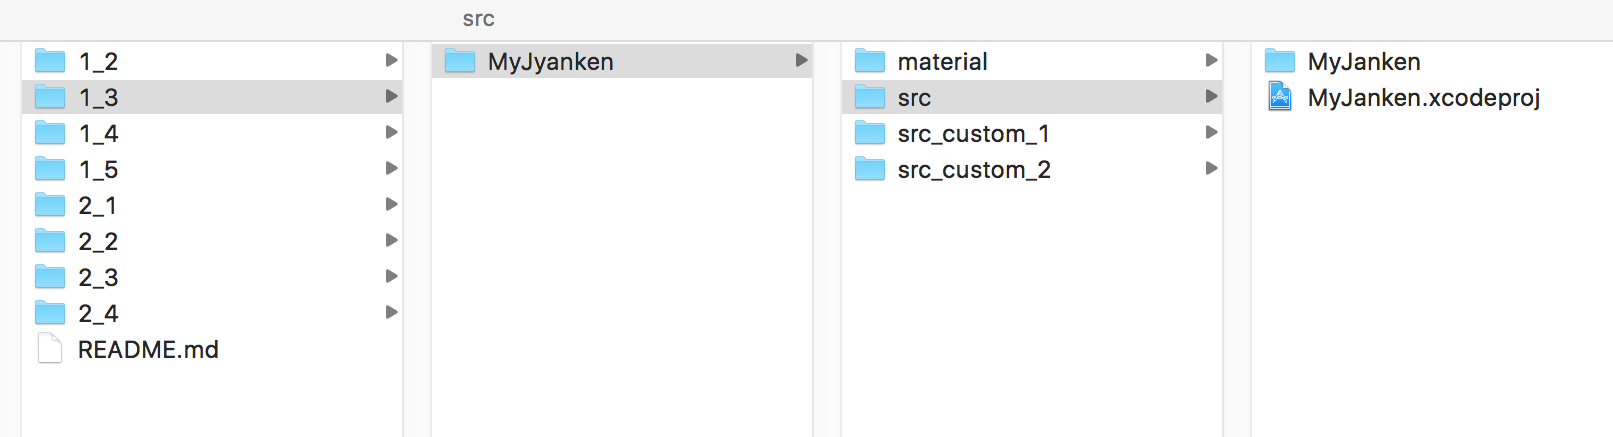 src
1_2
1_3
1_4
1_5
2_1
2_2
2_3
2_4
README.md
MyJyanken
material
src
src_custom_1
src_custom_2
MyJanken
MyJanken.xcodeproj